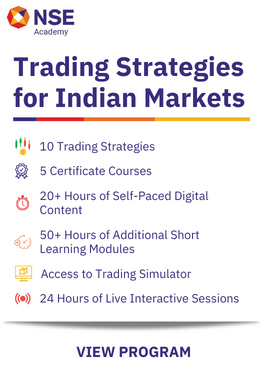 NSE
Academy
Trading Strategies
for Indian Markets
10 Trading Strategies
5 Certificate Courses
20+ Hours of Self-Paced Digital
Content
50+ Hours of Additional Short
Learning Modules
Access to Trading Simulator
24 Hours of Live Interactive Sessions
VIEW PROGRAM